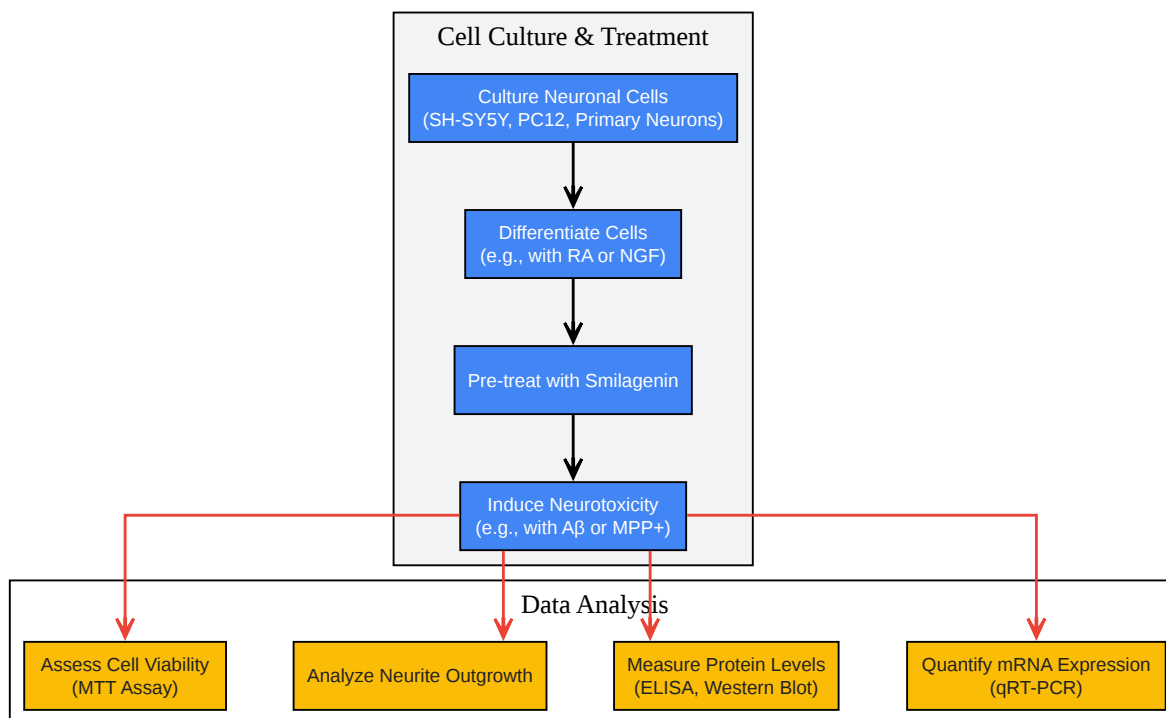 Cell Culture & Treatment
Culture Neuronal Cells
(SH-SY5Y, PC12, Primary Neurons)
Differentiate Cells
(e.g., with RA or NGF)
Pre-treat with Smilagenin
Induce Neurotoxicity
(e.g., with Aβ or MPP+)
Data Analysis
Assess Cell Viability
(MTT Assay)
Analyze Neurite Outgrowth
Measure Protein Levels
(ELISA, Western Blot)
Quantify mRNA Expression
(qRT-PCR)